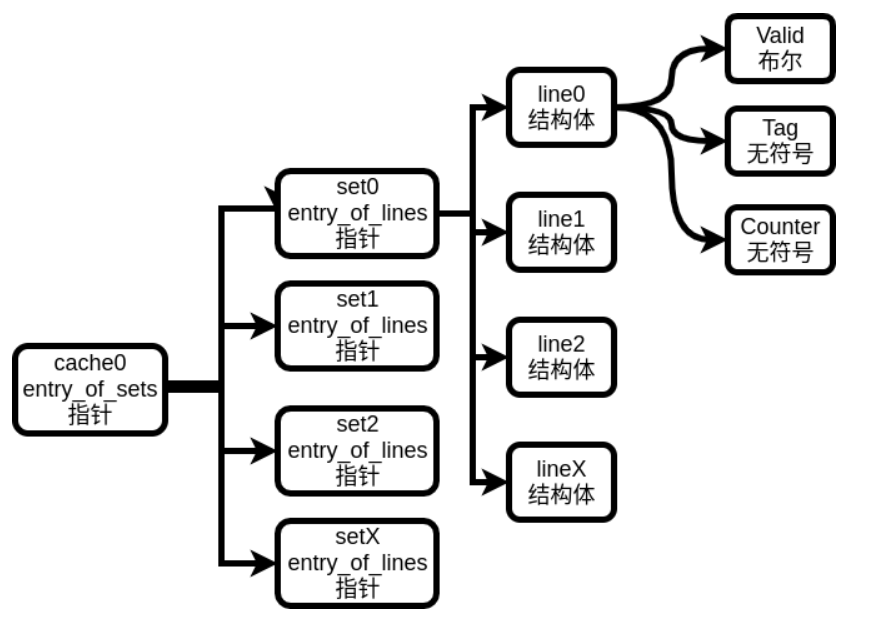 cache0
entry_of_sets
指针
set0
entry_of_lines
指针
set1
entry_of_lines
指针
set2
entry_of_lines
指针
setX
entry_of_lines
指针
line0
结构体
line1
结构体
line2
结构体
lineX
结构体
Valid
布尔
Tag
无符号
Counter
无符号